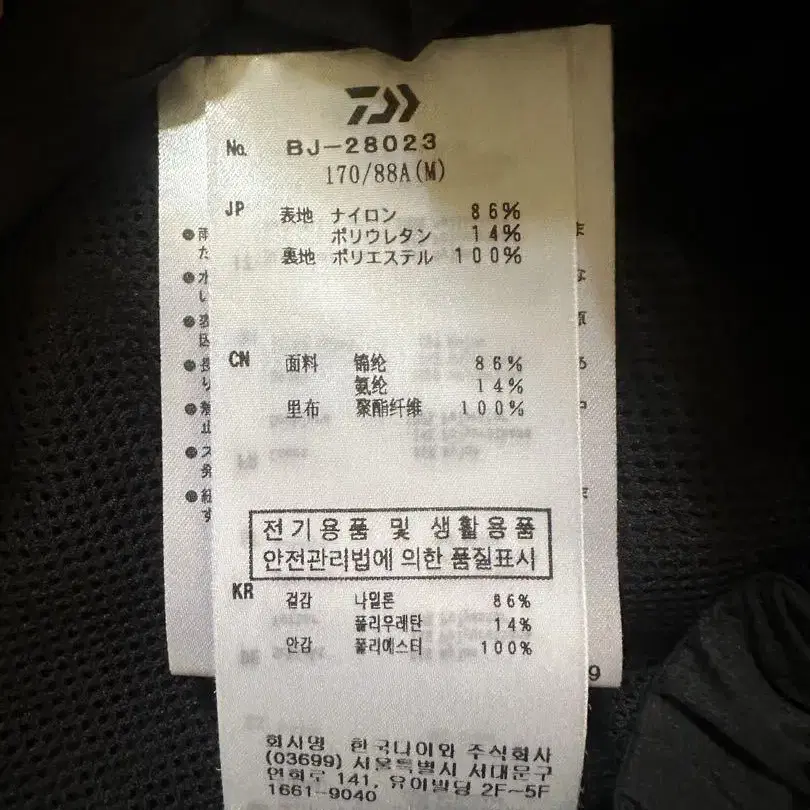 No. BJ-28023
170/88A(M)
JP 表地 ナイロン 86%
ポリウレタン 14%
裏地 ポリエステル 100%
CN 面料 锦纶 86%
氨纶 14%
里布 聚酯纤维 100%
전기용품 및 생활용품
안전관리법에 의한 품질표시
KR 겉감 나일론 86%
폴리우레탄 14%
안감 폴리에스터 100%
회사명 한국다이와 주식회사
(03699) 서울특별시 서대문구
연희로 141, 유이빌딩 2F~5F
1661-9040